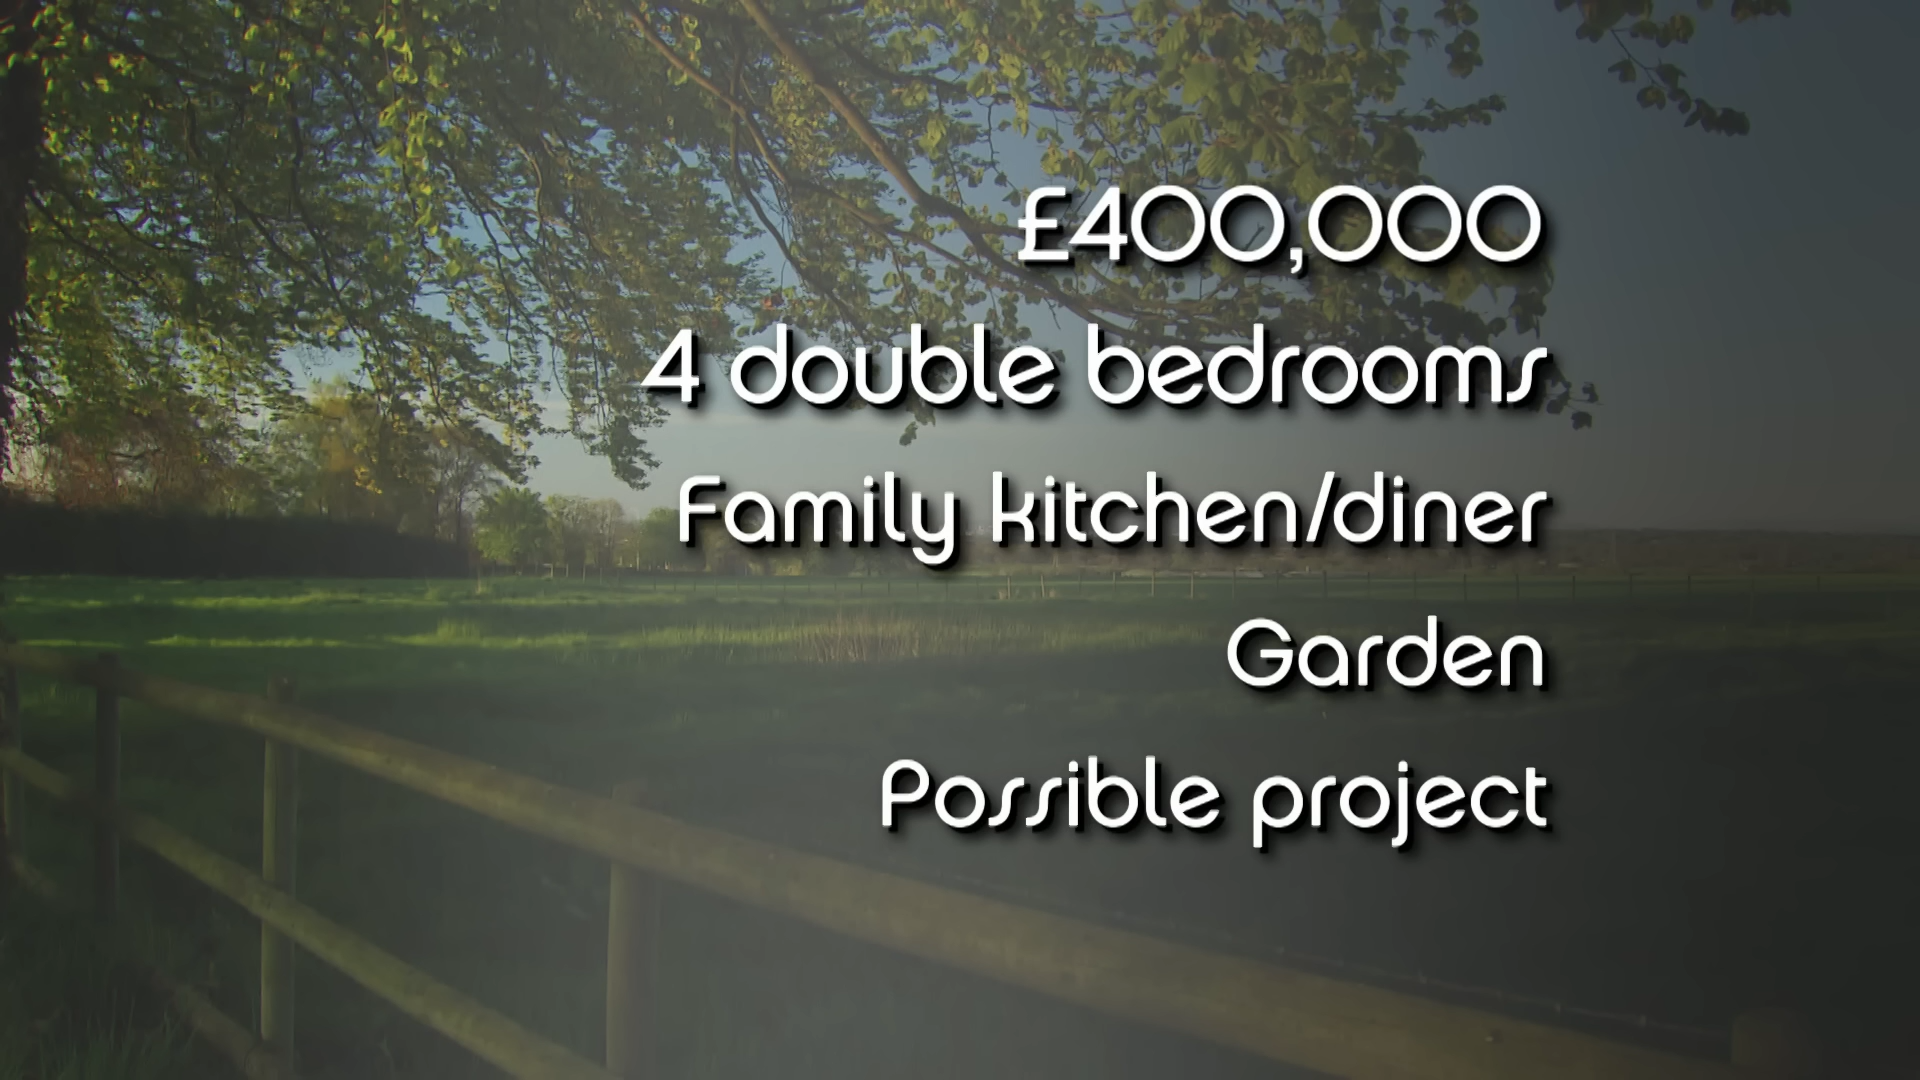 £400,000
4 double bedrooms
Family kitchen/diner
Garden
Possible project